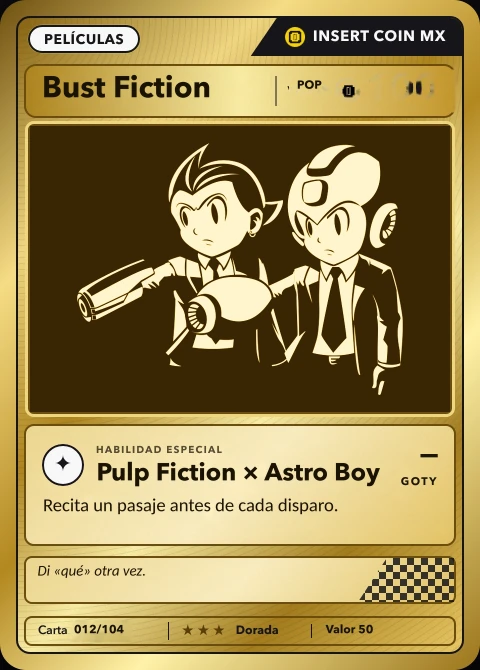 PELÍCULAS
INSERT COIN MX
Bust Fiction
POP
HABILIDAD ESPECIAL
Pulp Fiction × Astro Boy
GOTY
Recita un pasaje antes de cada disparo.
Di «qué» otra vez.
Carta 012/104
★★★ Dorada
Valor 50